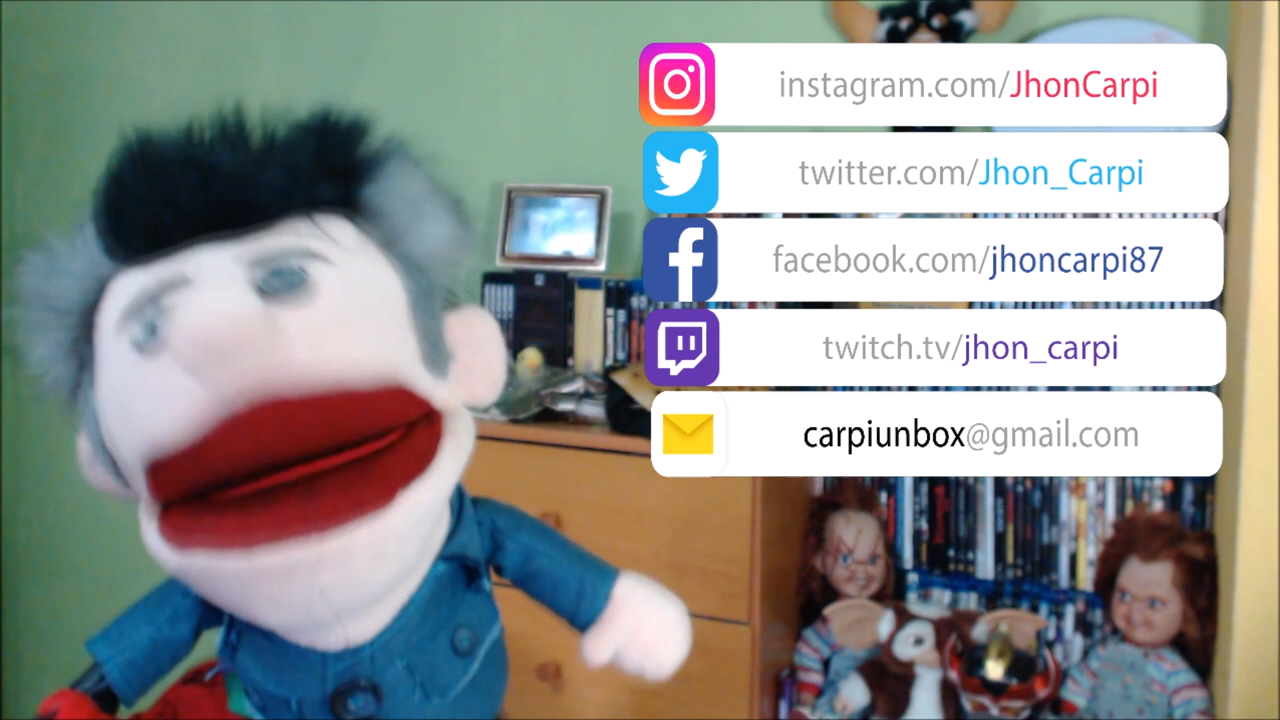 instagram.com/JhonCarpi
twitter.com/Jhon_Carpi
facebook.com/jhoncarpi87
twitch.tv/jhon_carpi
carpiunbox@gmail.com